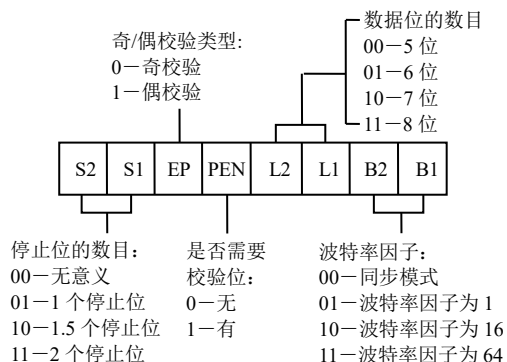 奇/偶校验类型:
0－奇校验
1－偶校验
数据位的数目
00－5 位
01－6 位
10－7 位
11－8 位
S2 S1 EP PEN L2 L1 B2 B1
停止位的数目：
00－无意义
01－1 个停止位
10－1.5 个停止位
11－2 个停止位
是否需要
校验位：
0－无
1－有
波特率因子：
00－同步模式
01－波特率因子为 1
10－波特率因子为 16
11－波特率因子为 64